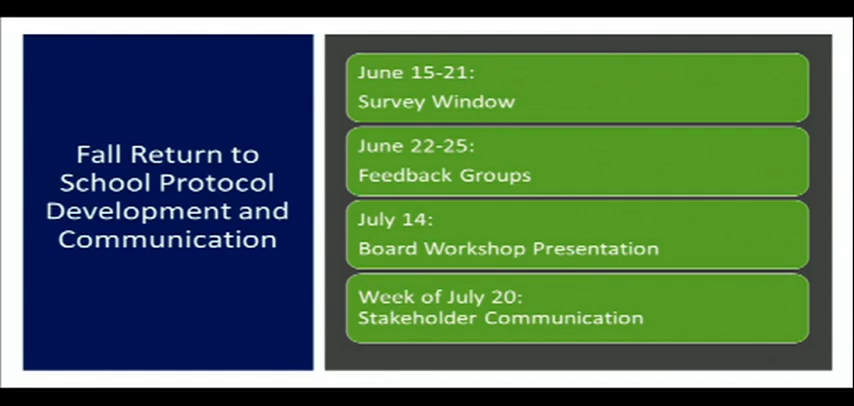 Fall Return to
School Protocol
Development and
Communication
June 15-21:
Survey Window
June 22-25:
Feedback Groups
July 14:
Board Workshop Presentation
Week of July 20:
Stakeholder Communication